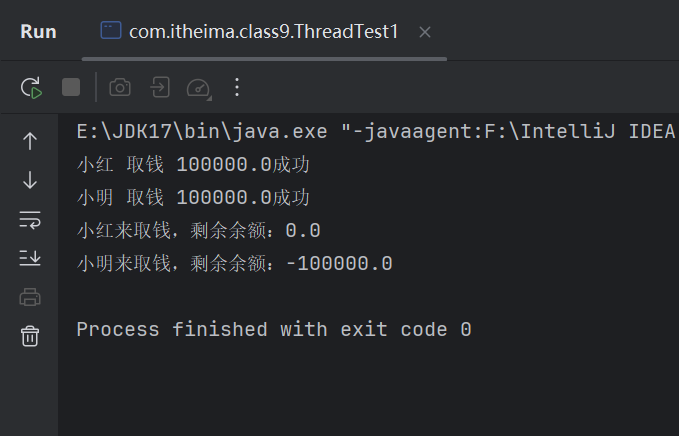 Run com.itheima.class9.ThreadTest1
E:\JDK17\bin\java.exe "-javaagent:F:\IntelliJ IDEA
小红 取钱 100000.0成功
小明 取钱 100000.0成功
小红来取钱，剩余余额：0.0
小明来取钱，剩余余额：-100000.0
Process finished with exit code 0